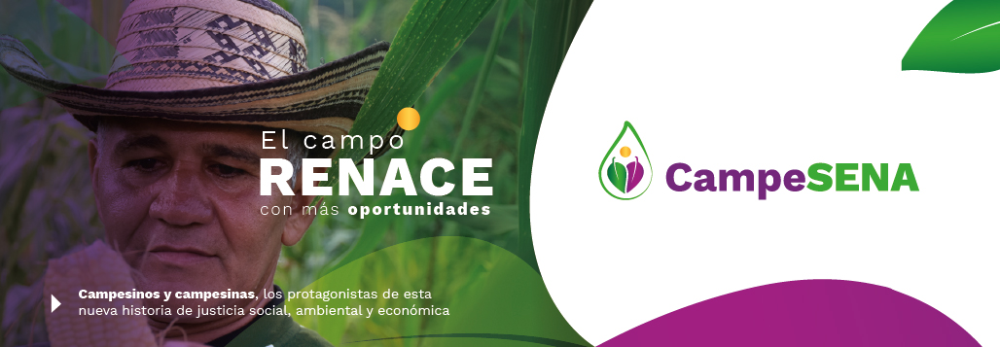 El campo
RENACE
con más oportunidades
Campesinos y campesinas, los protagonistas de esta
nueva historia de justicia social, ambiental y económica
CampeSENA